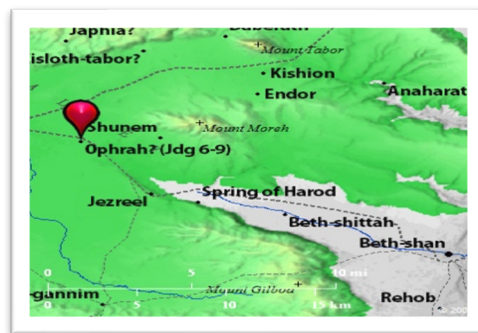 Japhia?
Daberath
isloth-tabor?
Mount Tabor
Kishion
Anaharat
Endor
Shunem
Mount Moreh
Ophrah? (Jdg 6-9)
Spring of Harod
Jezreel
Beth-shittah
Beth-shan
0 5 10 mi
Mount Gilboa
-gannim
Rehob
0 5 10 15 km